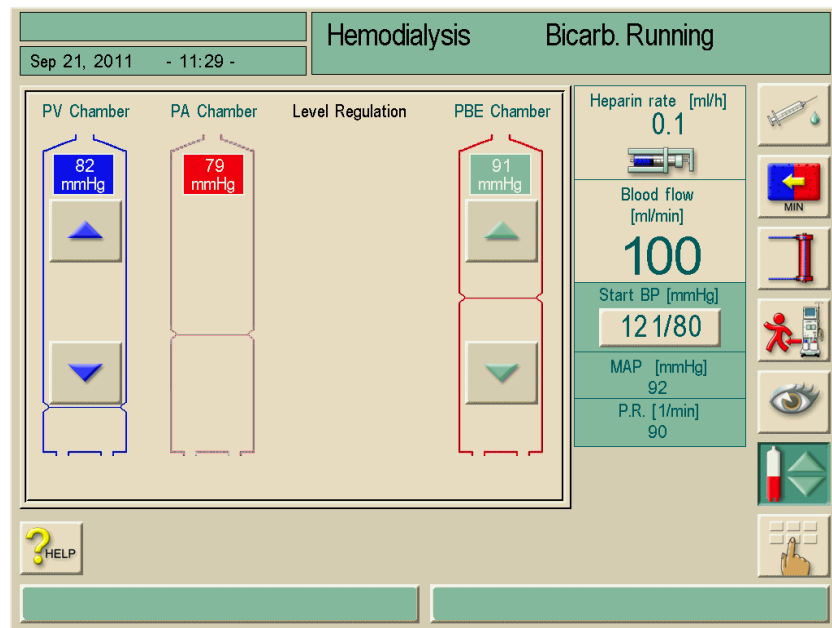 Hemodialysis Bicarb. Running
Sep 21, 2011 - 11:29 -
PV Chamber PA Chamber Level Regulation PBE Chamber
82
mmHg
79
mmHg
91
mmHg
Heparin rate [ml/h]
0.1
Blood flow
[ml/min]
100
Start BP [mmHg]
121/80
MAP [mmHg]
92
P.R. [1/min]
90
MIN
?HELP